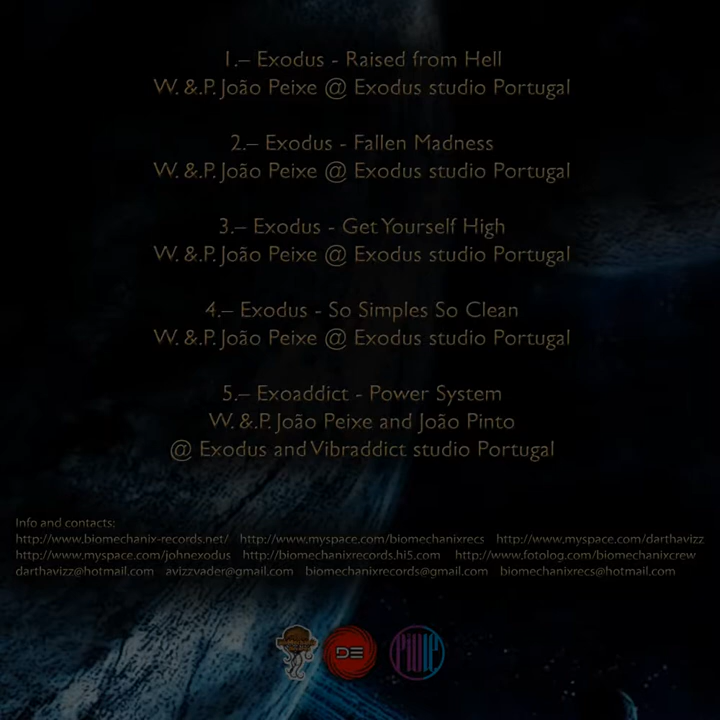 1.– Exodus - Raised from Hell
W. &.P. João Peixe @ Exodus studio Portugal
2.– Exodus - Fallen Madness
W. &.P. João Peixe @ Exodus studio Portugal
3.– Exodus - Get Yourself High
W. &.P. João Peixe @ Exodus studio Portugal
4.– Exodus - So Simples So Clean
W. &.P. João Peixe @ Exodus studio Portugal
5.– Exoaddict - Power System
W. &.P. João Peixe and João Pinto
@ Exodus and Vibraddict studio Portugal
Info and contacts:
http://www.biomechanix-records.net/ http://www.myspace.com/biomechanixrecs http://www.myspace.com/darthavizz
http://www.myspace.com/johnexodus http://biomechanixrecords.hi5.com http://www.fotolog.com/biomechanixcrew
darthavizz@hotmail.com avizzvader@gmail.com biomechanixrecords@gmail.com biomechanixrecs@hotmail.com
DE